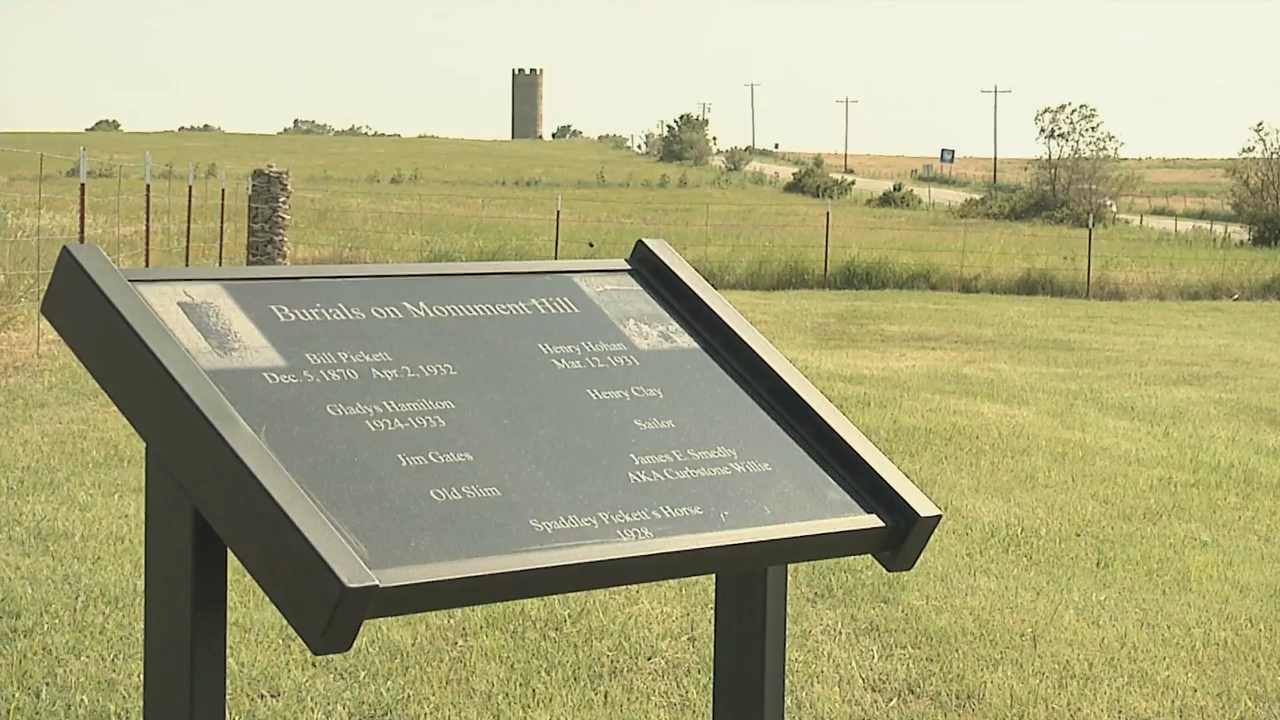 Burials on Monument Hill
Bill Pickett
Dec. 5, 1870 Apr. 2, 1932
Gladys Hamilton
1924-1933
Jim Gates
Old Slim
Henry Hohan
Mar. 12, 1931
Henry Clay
Sailor
James E. Smedly
AKA Curbstone Willie
Spaddley Pickett's Horse
1928